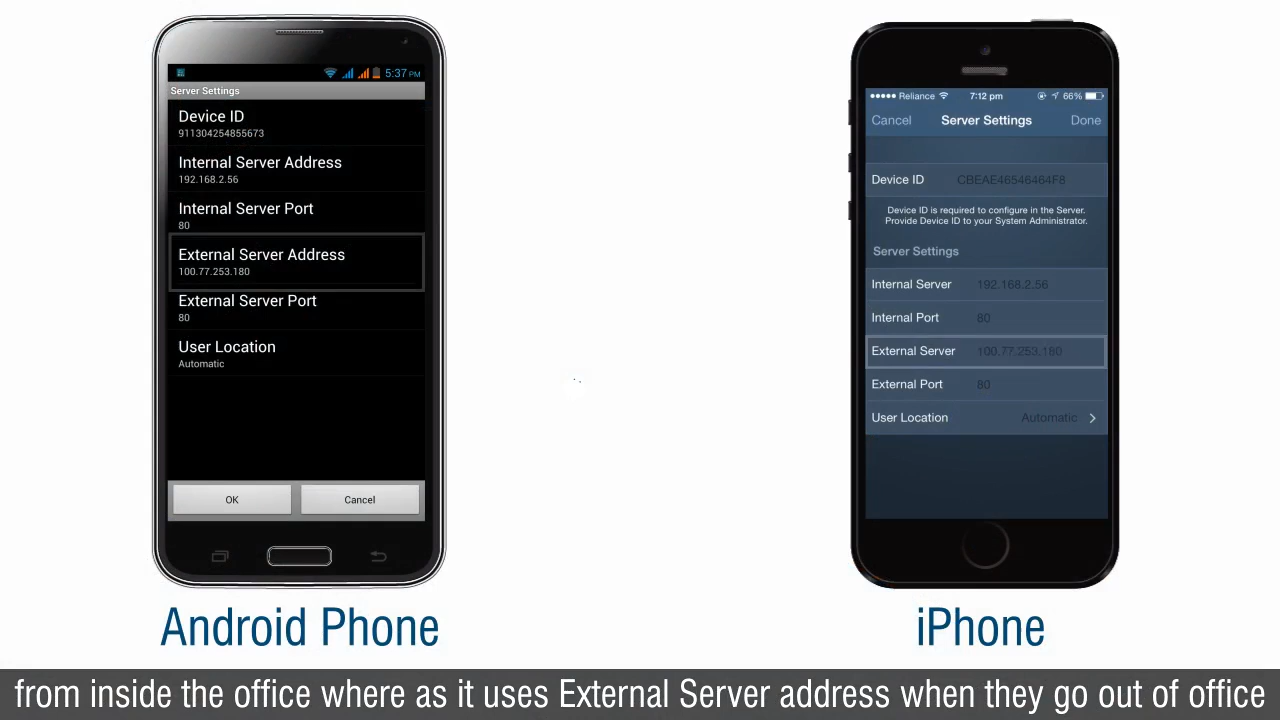 5:37 PM
Server Settings
Device ID
911304254855673
Internal Server Address
192.168.2.56
Internal Server Port
80
External Server Address
100.77.253.180
External Server Port
80
User Location
Automatic
OK
Cancel
Android Phone
Reliance
7:12 pm
66%
Cancel
Server Settings
Done
Device ID CBEAE46546464F8
Device ID is required to configure in the Server.
Provide Device ID to your System Administrator.
Server Settings
Internal Server 192.168.2.56
Internal Port 80
External Server 100.77.253.180
External Port 80
User Location Automatic
iPhone
from inside the office where as it uses External Server address when they go out of office